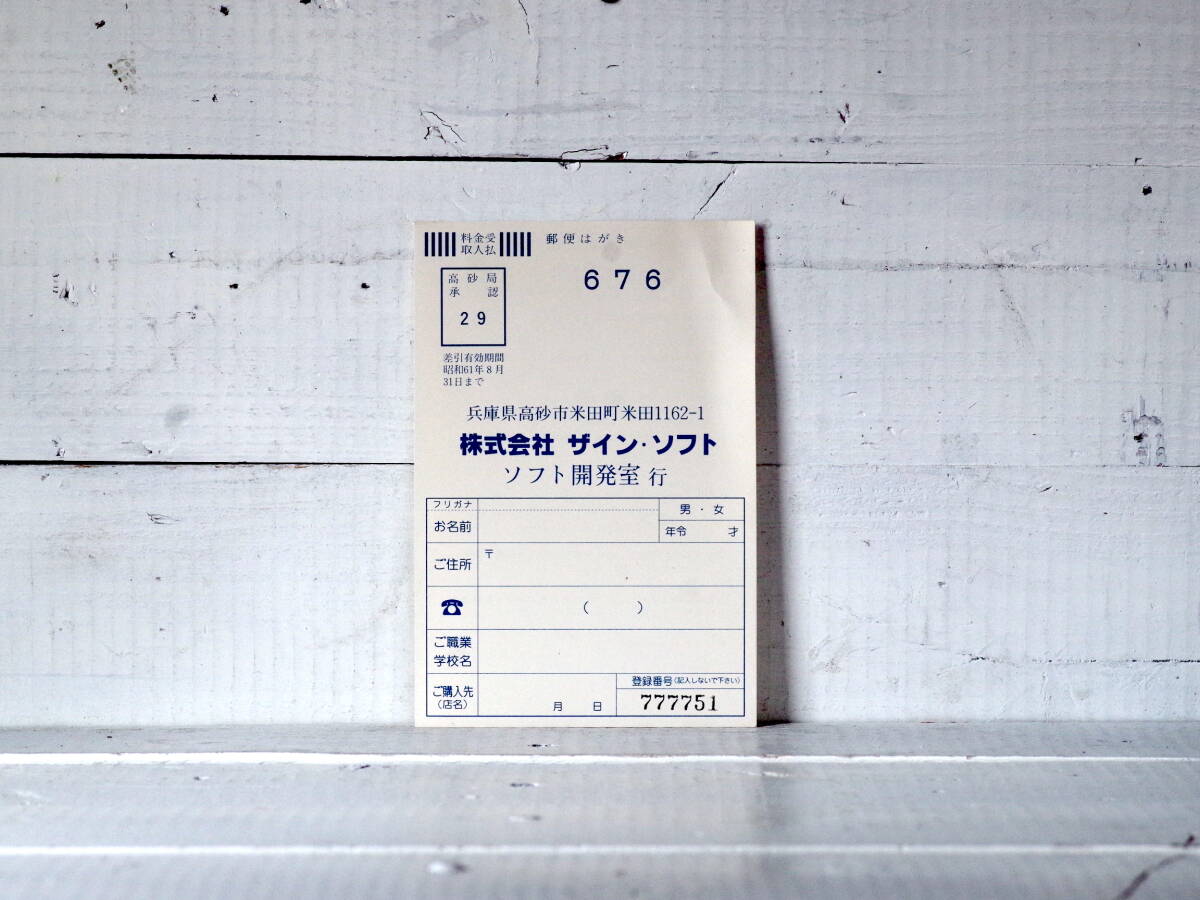 料金受
取人払
郵便はがき
676
高砂局
承認
29
差引有効期間
昭和61年8月
31日まで
兵庫県高砂市米田町米田1162-1
株式会社 ザイン・ソフト
ソフト開発室 行
フリガナ
お名前
男・女
年令 才
ご住所
〒
☎
( )
ご職業
学校名
ご購入先
(店名)
月 日
登録番号(記入しないで下さい)
777751